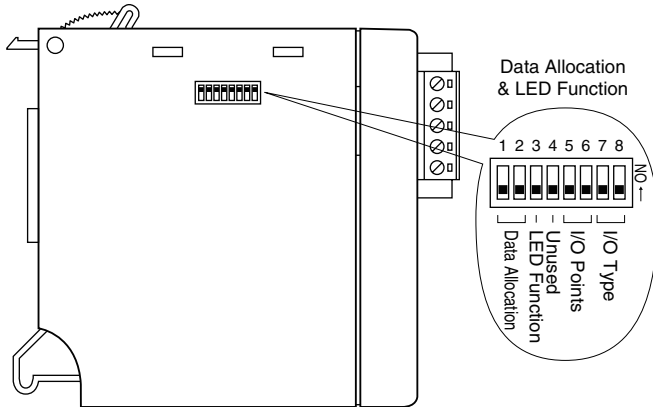 Data Allocation
& LED Function
1 2 3 4 5 6 7 8
ON
Data Allocation
LED Function
Unused
I/O Points
I/O Type